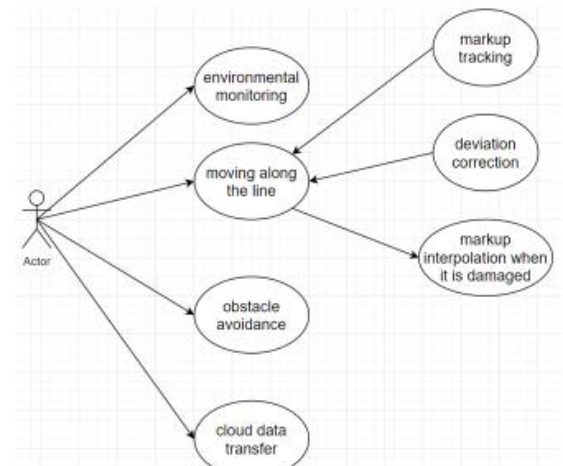 markup
tracking
environmental
monitoring
deviation
correction
moving along
the line
markup
interpolation when
it is damaged
Actor
obstacle
avoidance
cloud data
transfer